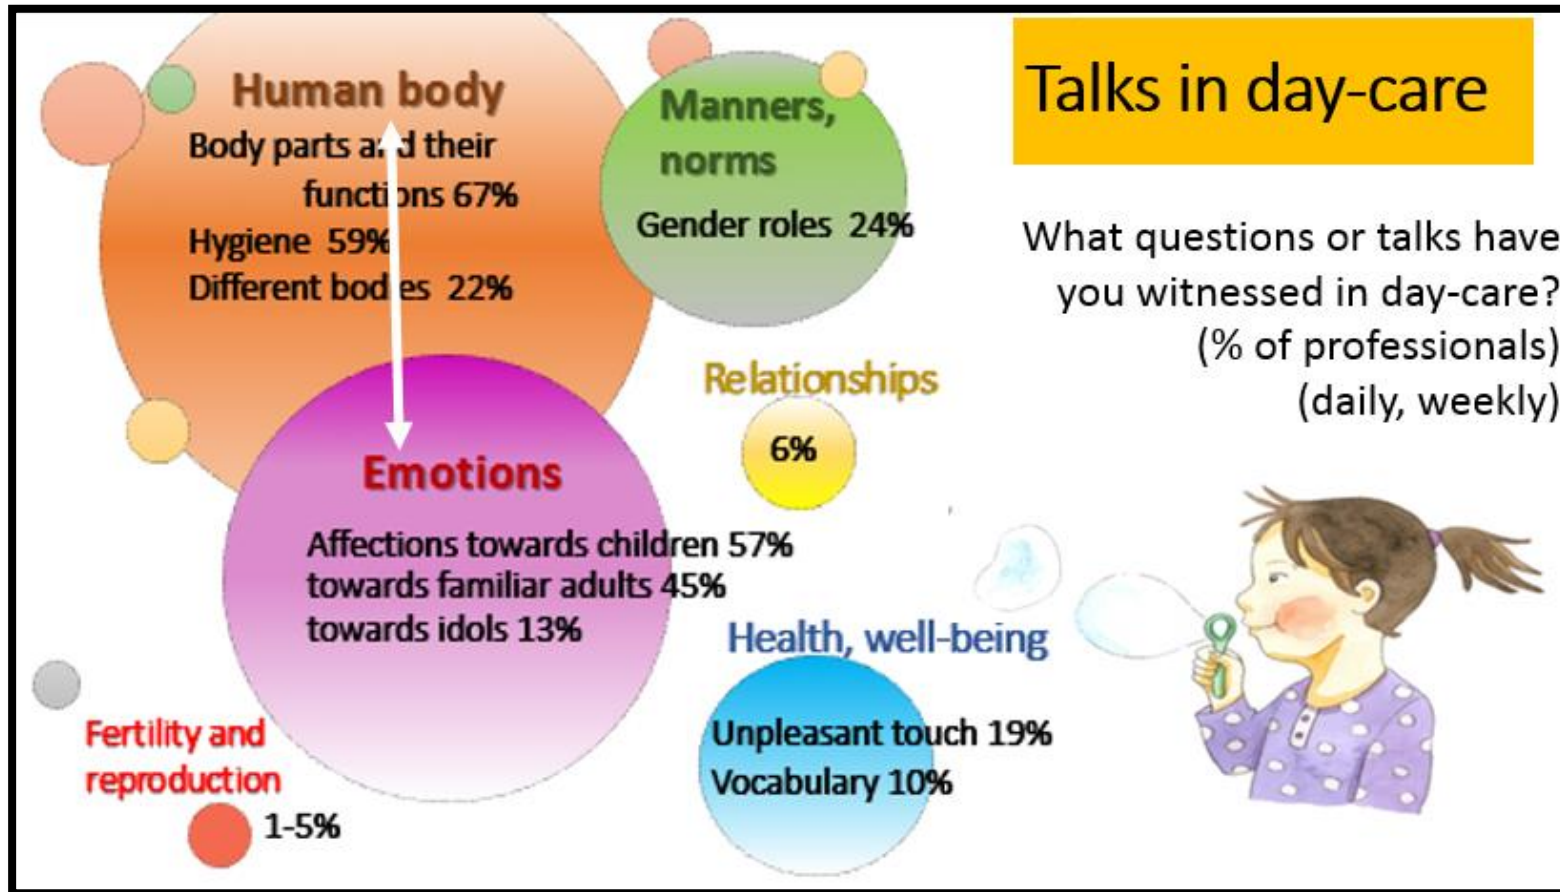 Talks in day-care
What questions or talks have
you witnessed in day-care?
(% of professionals)
(daily, weekly)
Human body
Body parts and their
functions 67%
Hygiene 59%
Different bodies 22%
Manners,
norms
Gender roles 24%
Relationships
6%
Emotions
Affections towards children 57%
towards familiar adults 45%
towards idols 13%
Health, well-being
Unpleasant touch 19%
Vocabulary 10%
Fertility and
reproduction
1-5%